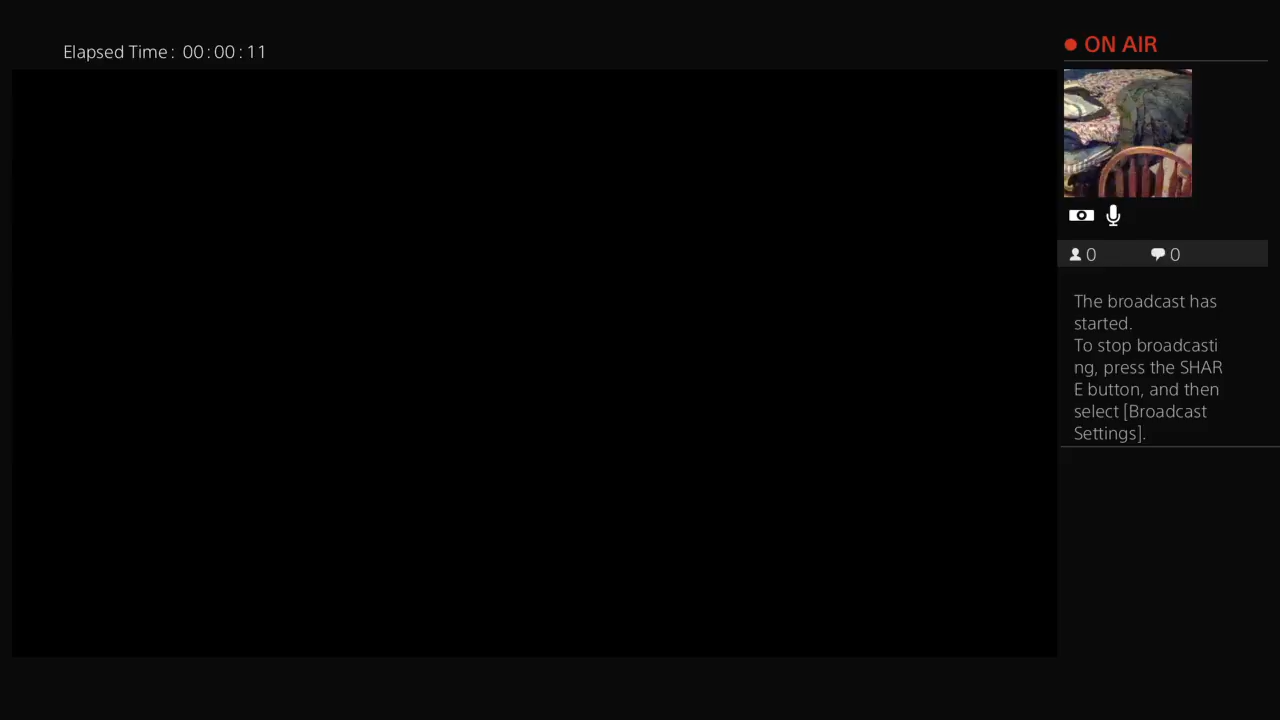 Elapsed Time: 00:00:11
ON AIR
0 0
The broadcast has
started.
To stop broadcasti
ng, press the SHAR
E button, and then
select [Broadcast
Settings].